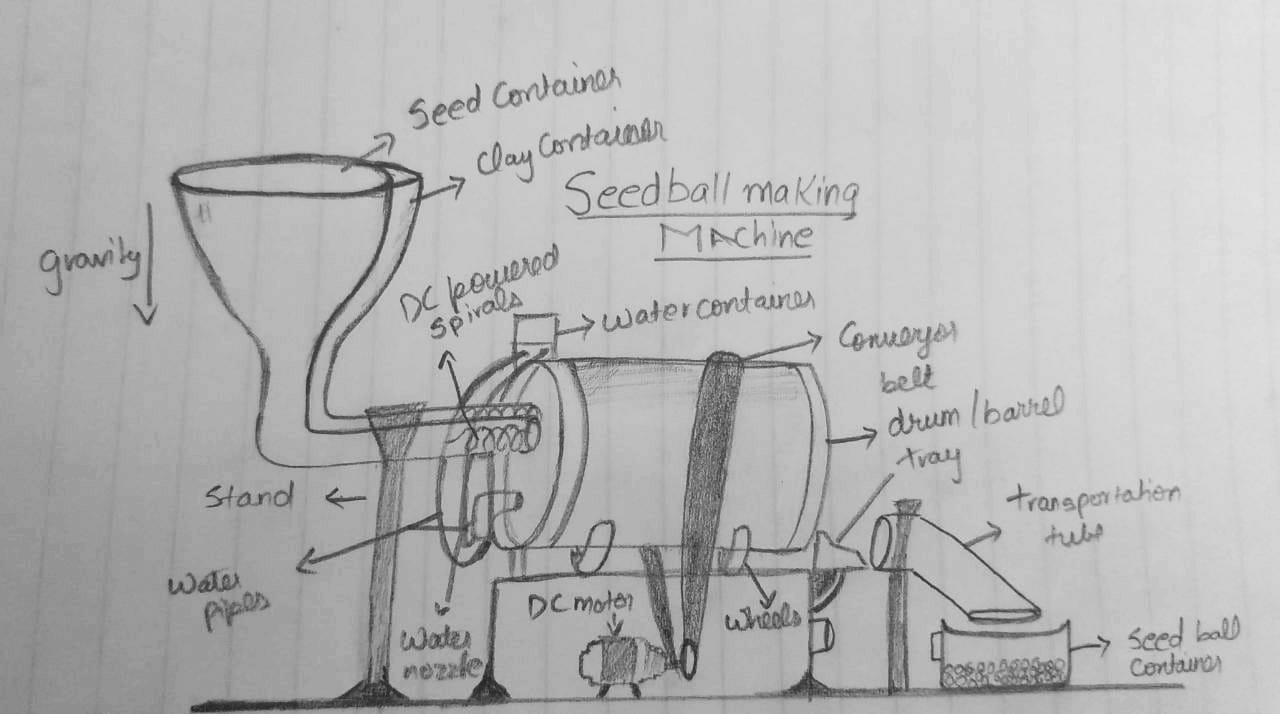 Seed Container
Clay Container
Seedball making
MAchine
gravity
DC powered
spirals
water container
Conveyor
belt
drum/barrel
tray
Stand
transportation
tube
water
pipes
DC motor
Wheels
Water
nozzle
Seed ball
Container